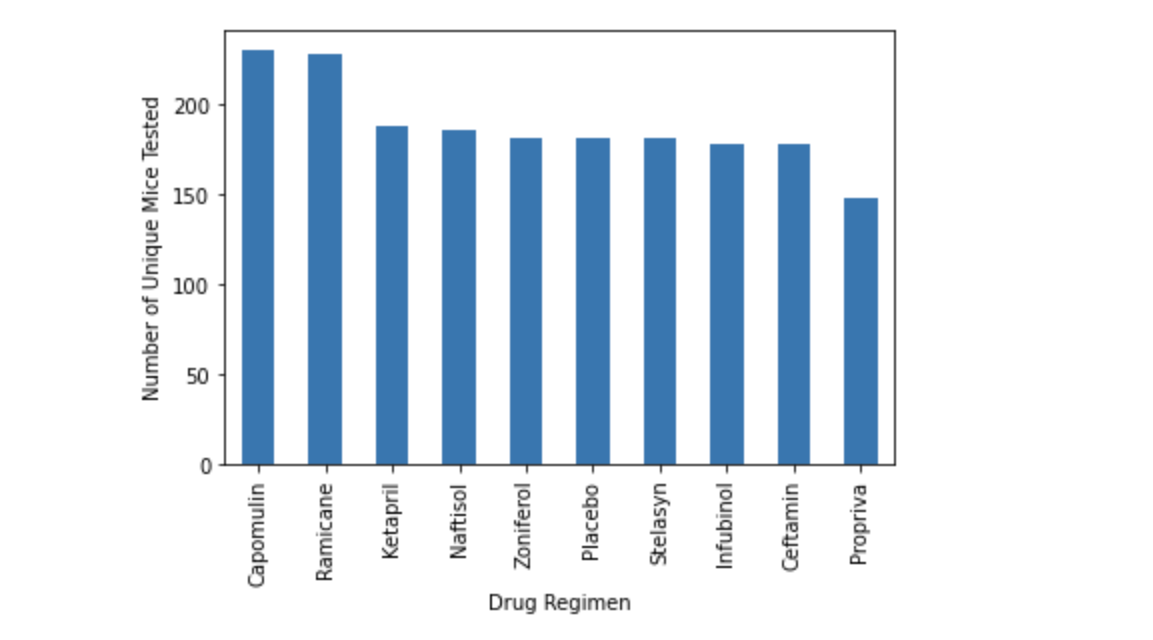 Number of Unique Mice Tested
200
150
100
50
0
Capomulin
Ramicane
Ketapril
Naftisol
Zoniferol
Placebo
Stelasyn
Infubinol
Ceftamin
Propriva
Drug Regimen